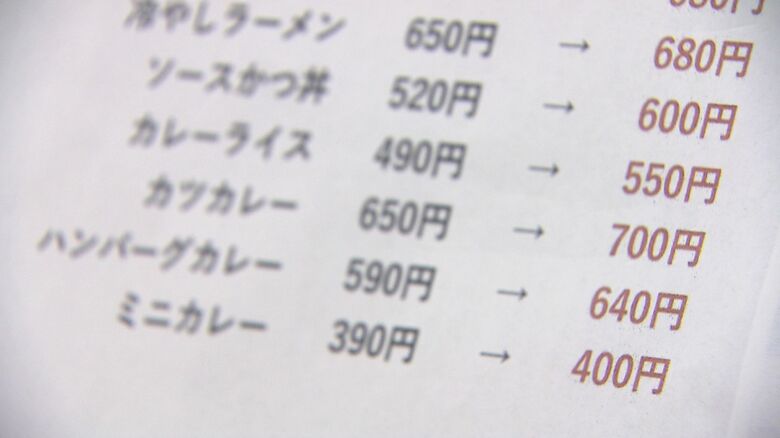 冷やしラーメン 650円 → 680円
ソースかつ丼 520円 → 600円
カレーライス 490円 → 550円
カツカレー 650円 → 700円
ハンバーグカレー 590円 → 640円
ミニカレー 390円 → 400円